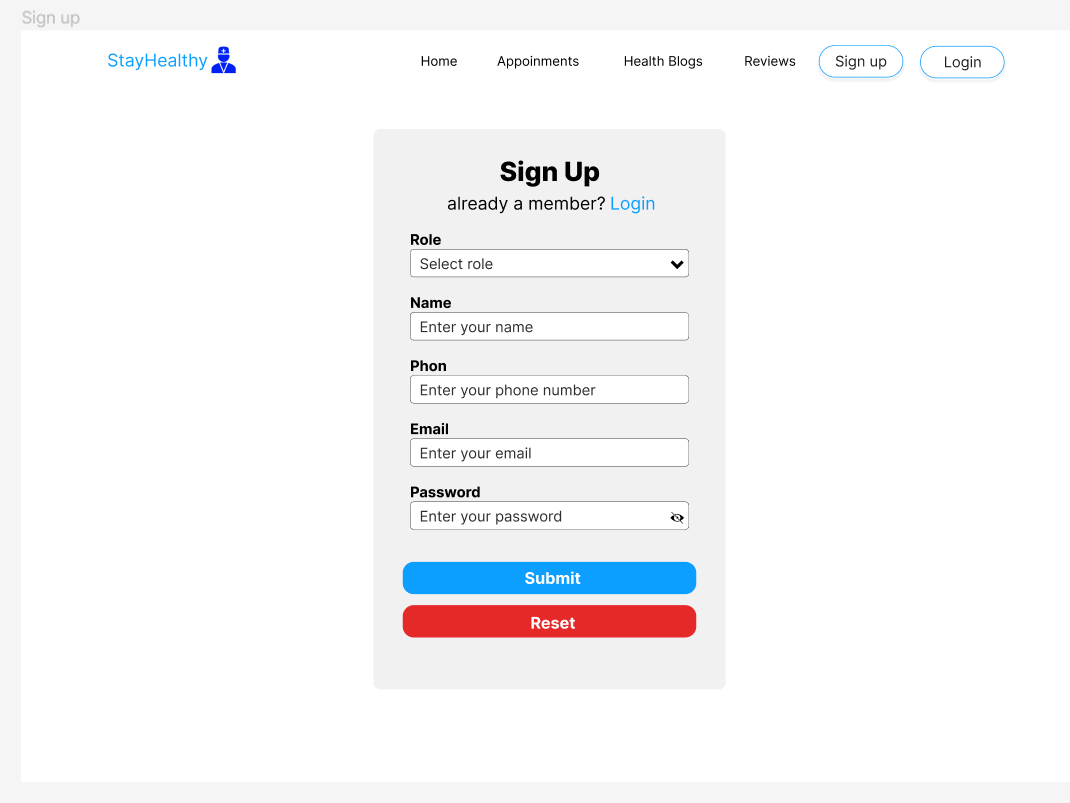 Sign up
StayHealthy Home Appoinments Health Blogs Reviews Sign up Login
Sign Up
already a member? Login
Role
Select role
Name
Enter your name
Phon
Enter your phone number
Email
Enter your email
Password
Enter your password
Submit
Reset